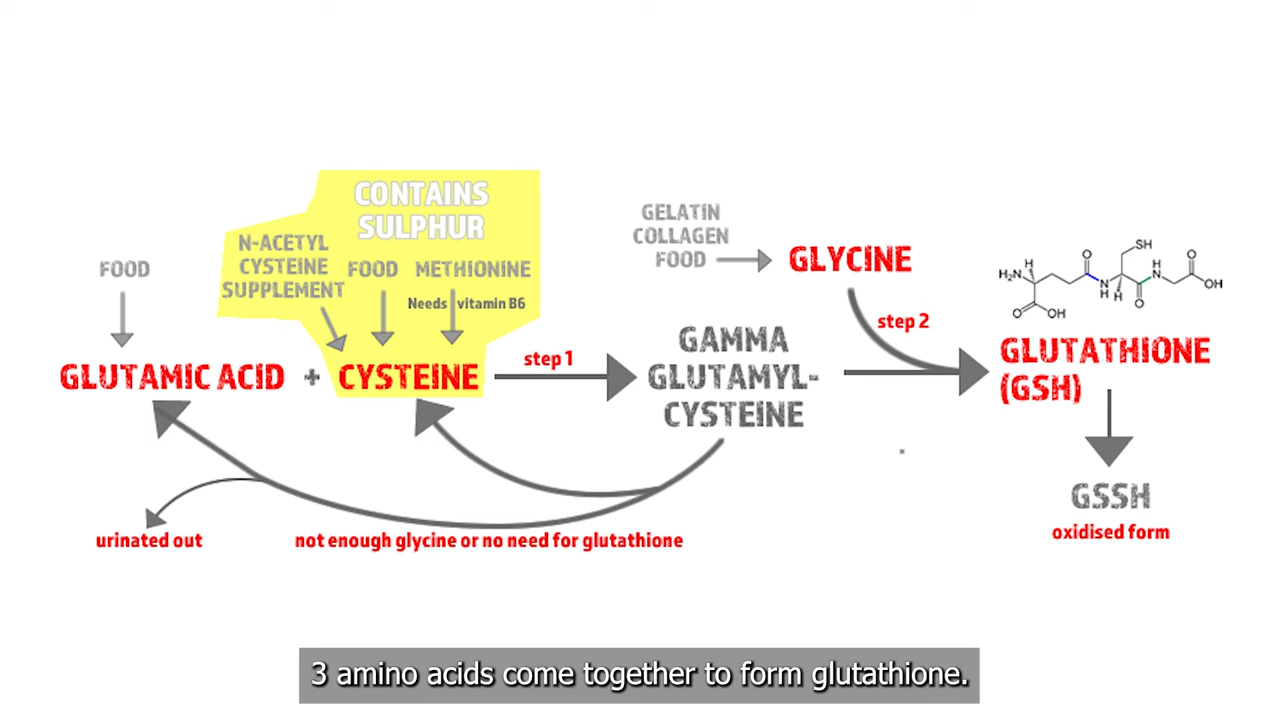 CONTAINS
SULPHUR
N-ACETYL
CYSTEINE
SUPPLEMENT
FOOD
FOOD
METHIONINE
Needs vitamin B6
GLUTAMIC ACID + CYSTEINE
step 1
GAMMA
GLUTAMYL-
CYSTEINE
GELATIN
COLLAGEN
FOOD
GLYCINE
step 2
H₂N
H
O
OH
O
N
H
SH
H
O
H
N
O
OH
GLUTATHIONE
(GSH)
GSSH
oxidised form
urinated out
not enough glycine or no need for glutathione
3 amino acids come together to form glutathione.